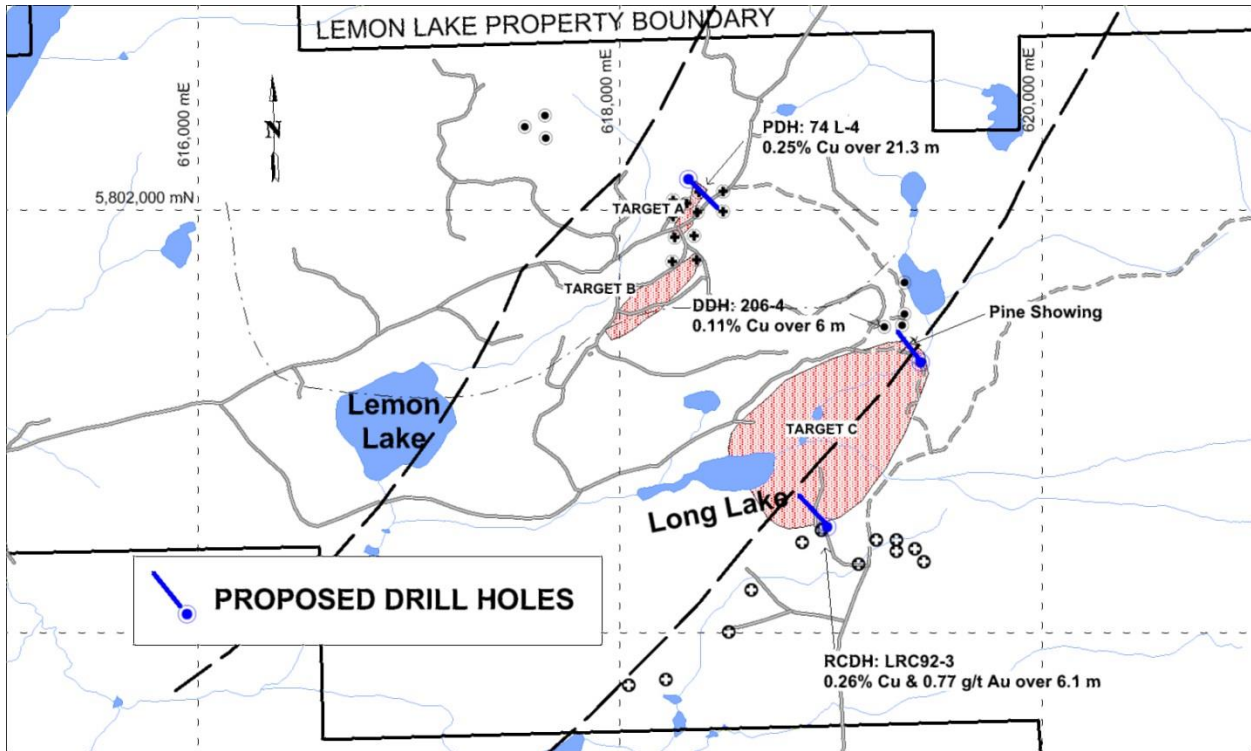 LEMON LAKE PROPERTY BOUNDARY
616,000 mE
618,000 mE
620,000 mE
N
PDH: 74 L-4
0.25% Cu over 21.3 m
5,802,000 mN
TARGET A
TARGET B
DDH: 206-4
0.11% Cu over 6 m
Pine Showing
Lemon
Lake
TARGET C
Long Lake
PROPOSED DRILL HOLES
RCDH: LRC92-3
0.26% Cu & 0.77 g/t Au over 6.1 m